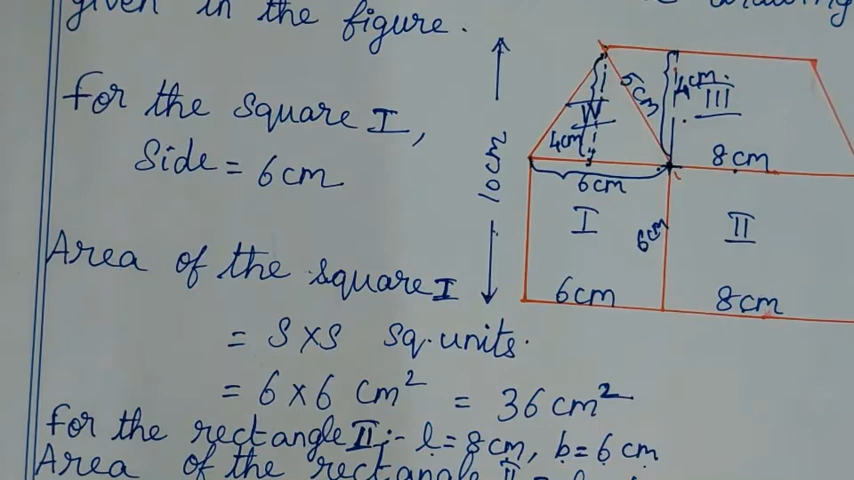 given in the figure.
for the square I,
Side = 6cm
Area of the square I
= S×S sq.units.
= 6×6 cm² = 36cm²
for the rectangle II:- l=8cm, b=6cm
Area of the rectangle II =
10cm
5cm
4cm.
III
IV
4cm
8cm
6cm
I
6cm
II
6cm
8cm